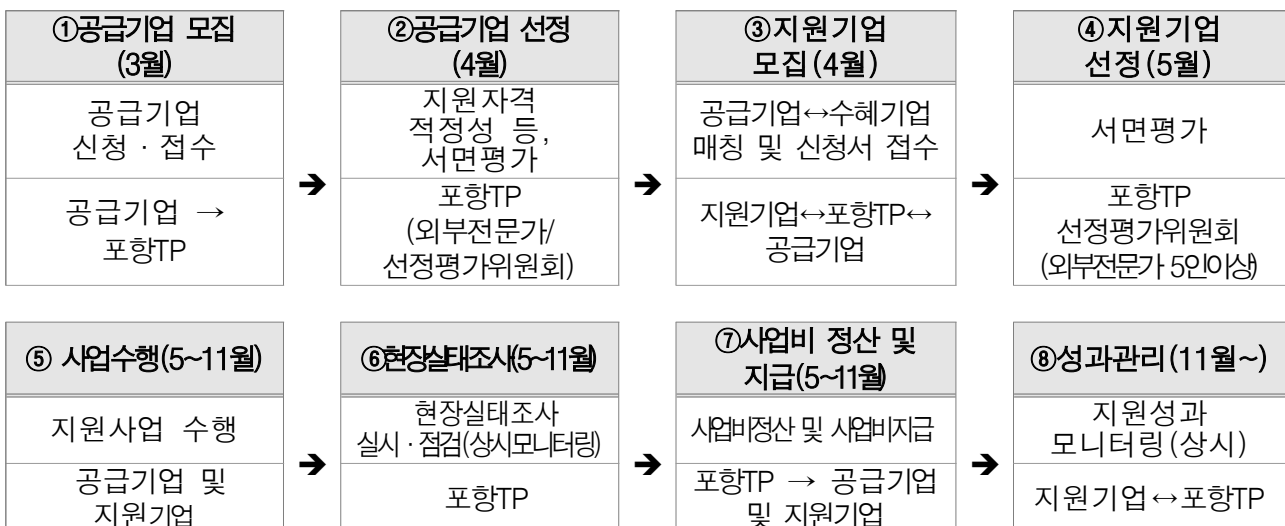 ①공급기업 모집
(3월)
공급기업
신청 · 접수
공급기업 →
포항TP
➔
②공급기업 선정
(4월)
지원자격
적정성 등,
서면평가
포항TP
(외부전문가/
선정평가위원회)
➔
③지원기업
모집(4월)
공급기업↔수혜기업
매칭 및 신청서 접수
지원기업↔포항TP↔
공급기업
➔
④지원기업
선정(5월)
서면평가
포항TP
선정평가위원회
(외부전문가 5인이상)
⑤ 사업수행(5~11월)
지원사업 수행
공급기업 및
지원기업
➔
⑥현장실태조사(5~11월)
현장실태조사
실시 · 점검(상시모니터링)
포항TP
➔
⑦사업비 정산 및
지급(5~11월)
사업비정산 및 사업비지급
포항TP → 공급기업
및 지원기업
➔
⑧성과관리(11월~)
지원성과
모니터링(상시)
지원기업↔포항TP